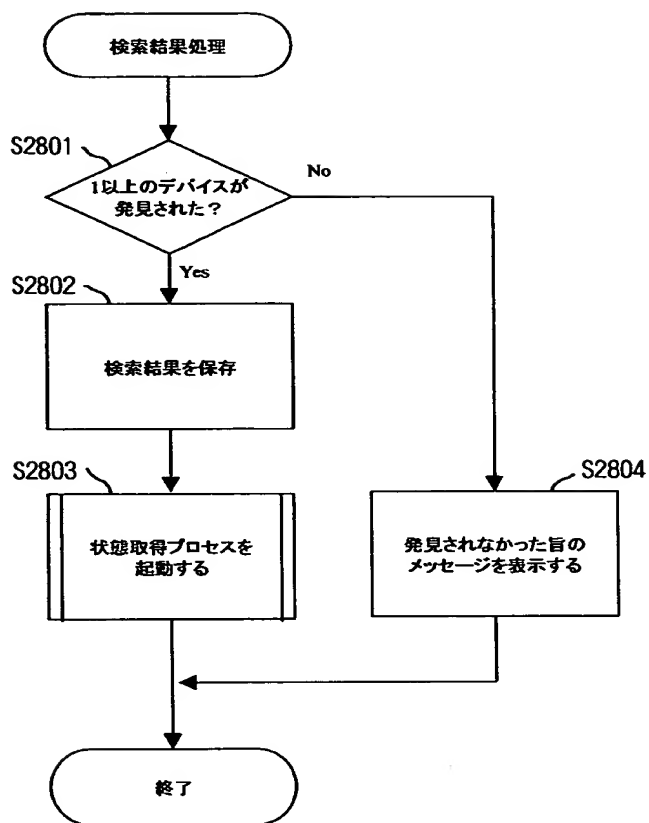 検索結果処理
S2801
1以上のデバイスが
発見された?
No
Yes
S2802
検索結果を保存
S2803
状態取得プロセスを
起動する
S2804
発見されなかった旨の
メッセージを表示する
終了